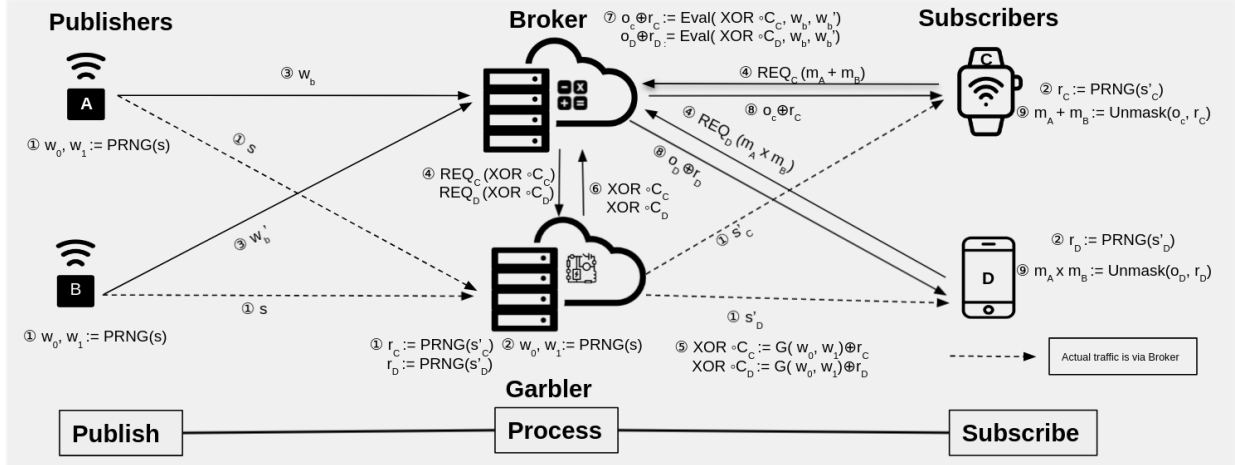 Publishers
Broker
⑦ o_c⊕r_C := Eval( XOR ∘C_C, w_b, w_b’)
o_D⊕r_D := Eval( XOR ∘C_D, w_b, w_b’)
Subscribers
A
① w_0, w_1 := PRNG(s)
③ w_b
① s
③ w_b’
B
① w_0, w_1 := PRNG(s)
① s
④ REQ_C (m_A + m_B)
⑧ o_c⊕r_C
④ REQ_D (m_A x m_B)
⑧ o_D⊕r_D
C
② r_C := PRNG(s’_C)
⑨ m_A + m_B := Unmask(o_c, r_C)
④ REQ_C (XOR ∘C_C)
REQ_D (XOR ∘C_D)
⑥ XOR ∘C_C
XOR ∘C_D
① s’_C
① s’_D
D
② r_D := PRNG(s’_D)
⑨ m_A x m_B := Unmask(o_D, r_D)
① r_C := PRNG(s’_C)
r_D := PRNG(s’_D)
② w_0, w_1 := PRNG(s)
⑤ XOR ∘C_C := G( w_0, w_1)⊕r_C
XOR ∘C_D := G( w_0, w_1)⊕r_D
Actual traffic is via Broker
Garbler
Publish
Process
Subscribe